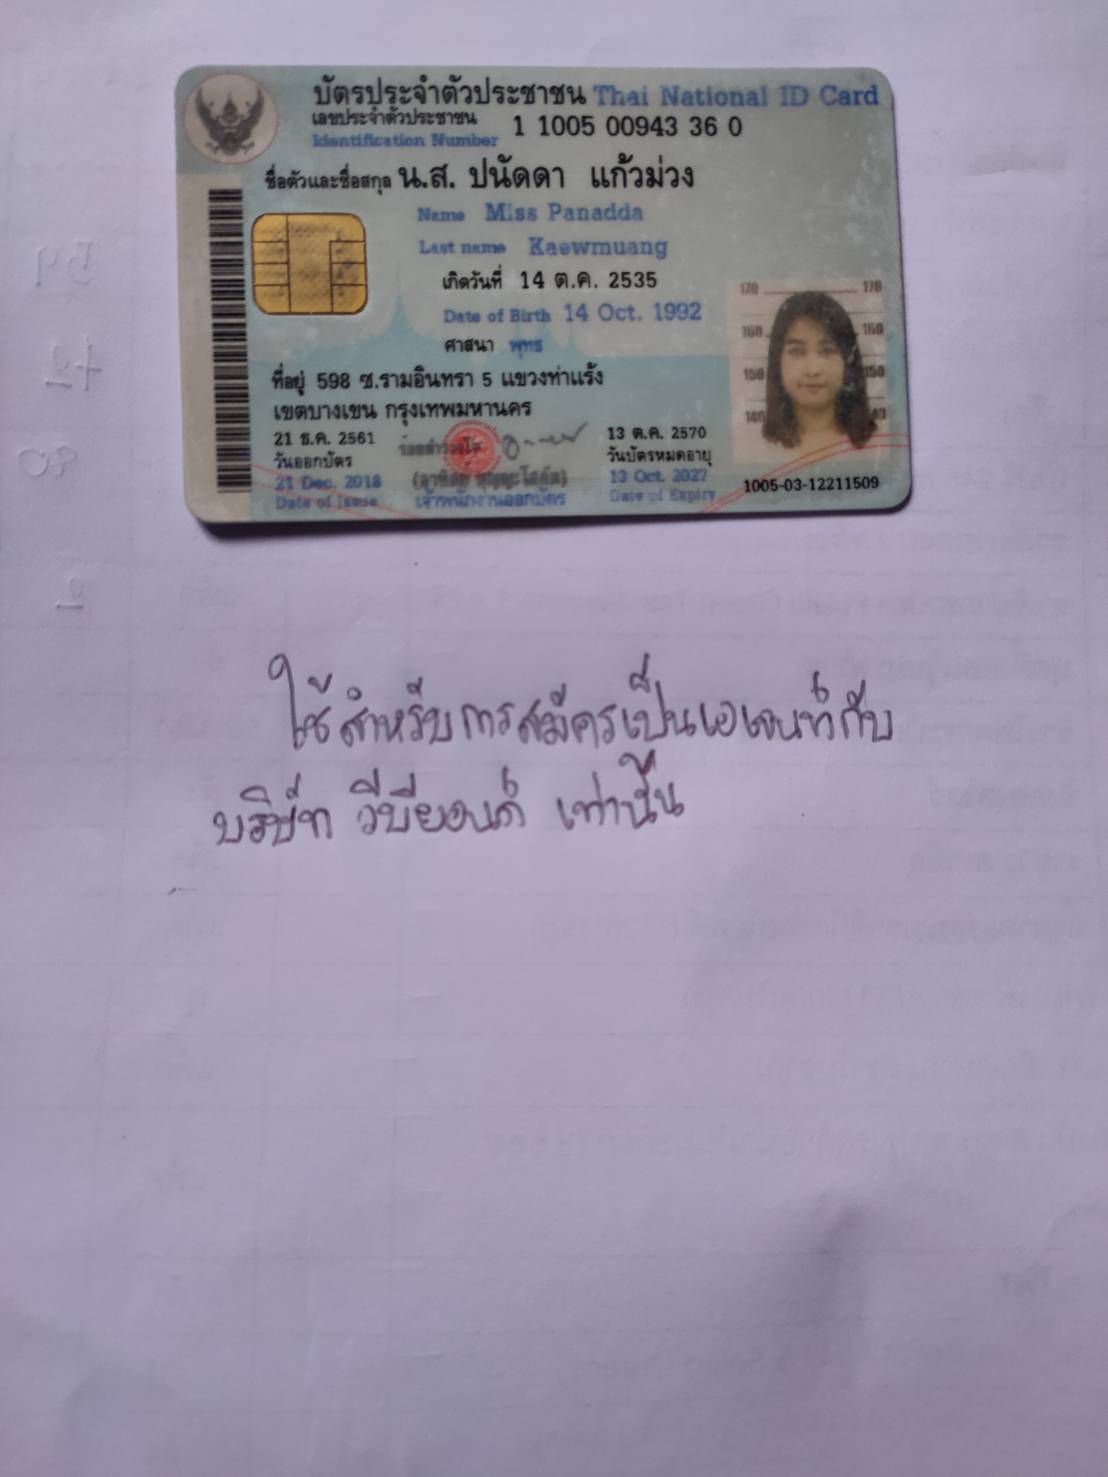 บัตรประจำตัวประชาชน Thai National ID Card
เลขประจำตัวประชาชน
Identification Number 1 1005 00943 36 0
ชื่อตัวและชื่อสกุล น.ส. ปนัดดา แก้วม่วง
Name Miss Panadda
Last name Kaewmuang
เกิดวันที่ 14 ต.ค. 2535
Date of Birth 14 Oct. 1992
ศาสนา พุทธ
ที่อยู่ 598 ซ.รามอินทรา 5 แขวงท่าแร้ง
เขตบางเขน กรุงเทพมหานคร
21 ธ.ค. 2561
วันออกบัตร
21 Dec. 2018
Date of Issue
เจ้าพนักงานออกบัตร
13 ต.ค. 2570
วันบัตรหมดอายุ
13 Oct. 2027
Date of Expiry
170 170
160 160
150 150
140 140
1005-03-12211509
ใช้สำหรับการสมัครเป็นเอเจนท์กับ
บริษัท วีบียอนด์ เท่านั้น